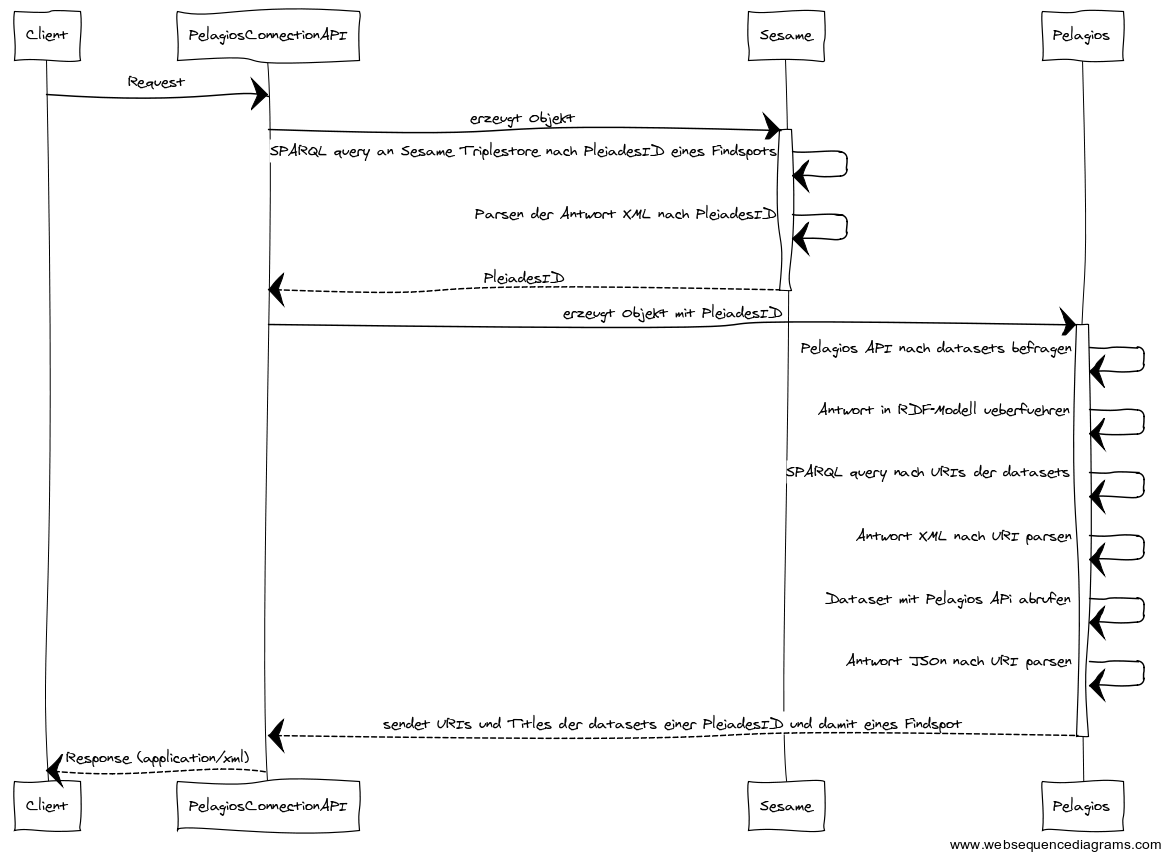 Client
PelagiosConnectionAPI
Sesame
Pelagios
Request
erzeugt Objekt
SPARQL query an Sesame Triplestore nach PleiadesID eines Findspots
Parsen der Antwort XML nach PleiadesID
PleiadesID
erzeugt Objekt mit PleiadesID
Pelagios API nach datasets befragen
Antwort in RDF-Modell ueberfuehren
SPARQL query nach URIs der datasets
Antwort XML nach URI parsen
Dataset mit Pelagios APi abrufen
Antwort JSOn nach URI parsen
sendet URIs und Titles der datasets einer PleiadesID und damit eines Findspot
Response (application/xml)
Client
PelagiosConnectionAPI
Sesame
Pelagios
www.websequencediagrams.com